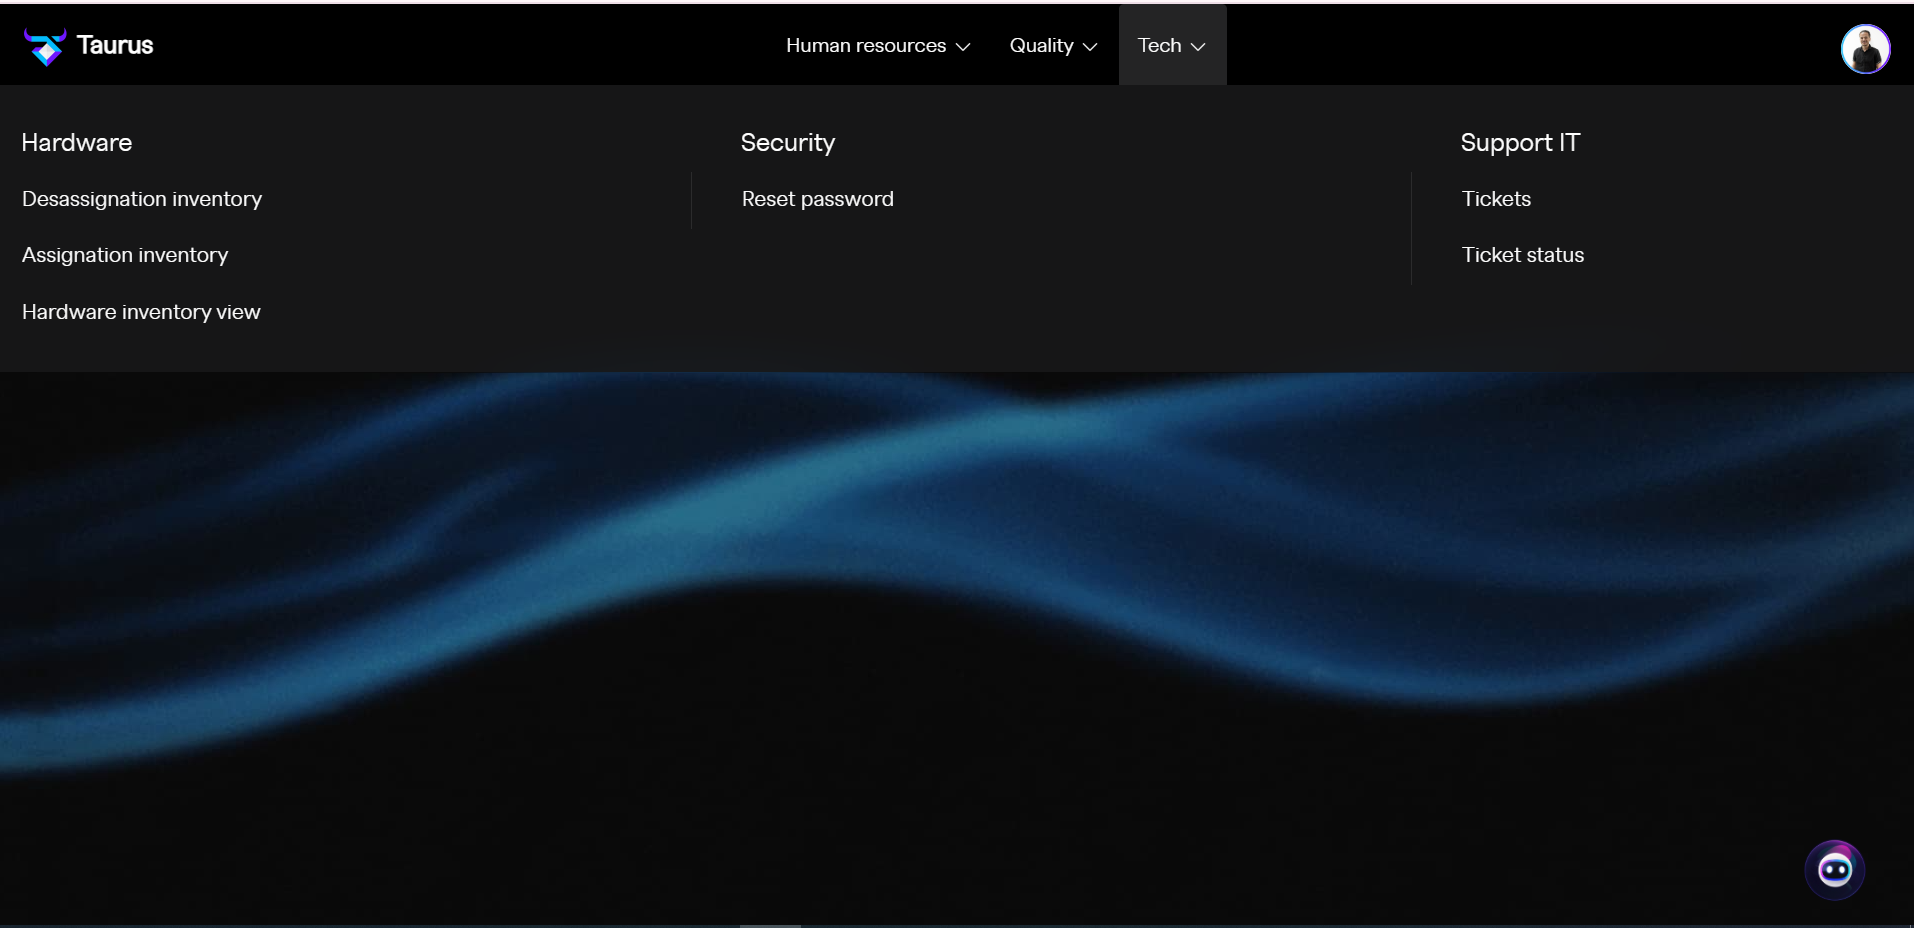 Taurus
Human resources
Quality
Tech
Hardware
Desassignation inventory
Assignation inventory
Hardware inventory view
Security
Reset password
Support IT
Tickets
Ticket status